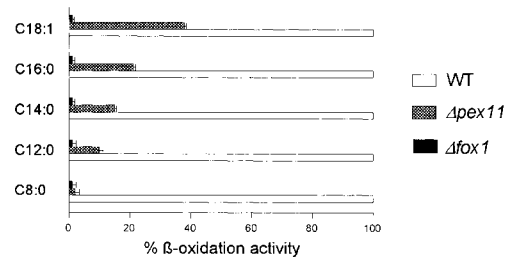 C18:1
C16:0
C14:0
C12:0
C8:0
0 20 40 60 80 100
% ß-oxidation activity
WT
Δpex11
Δfox1